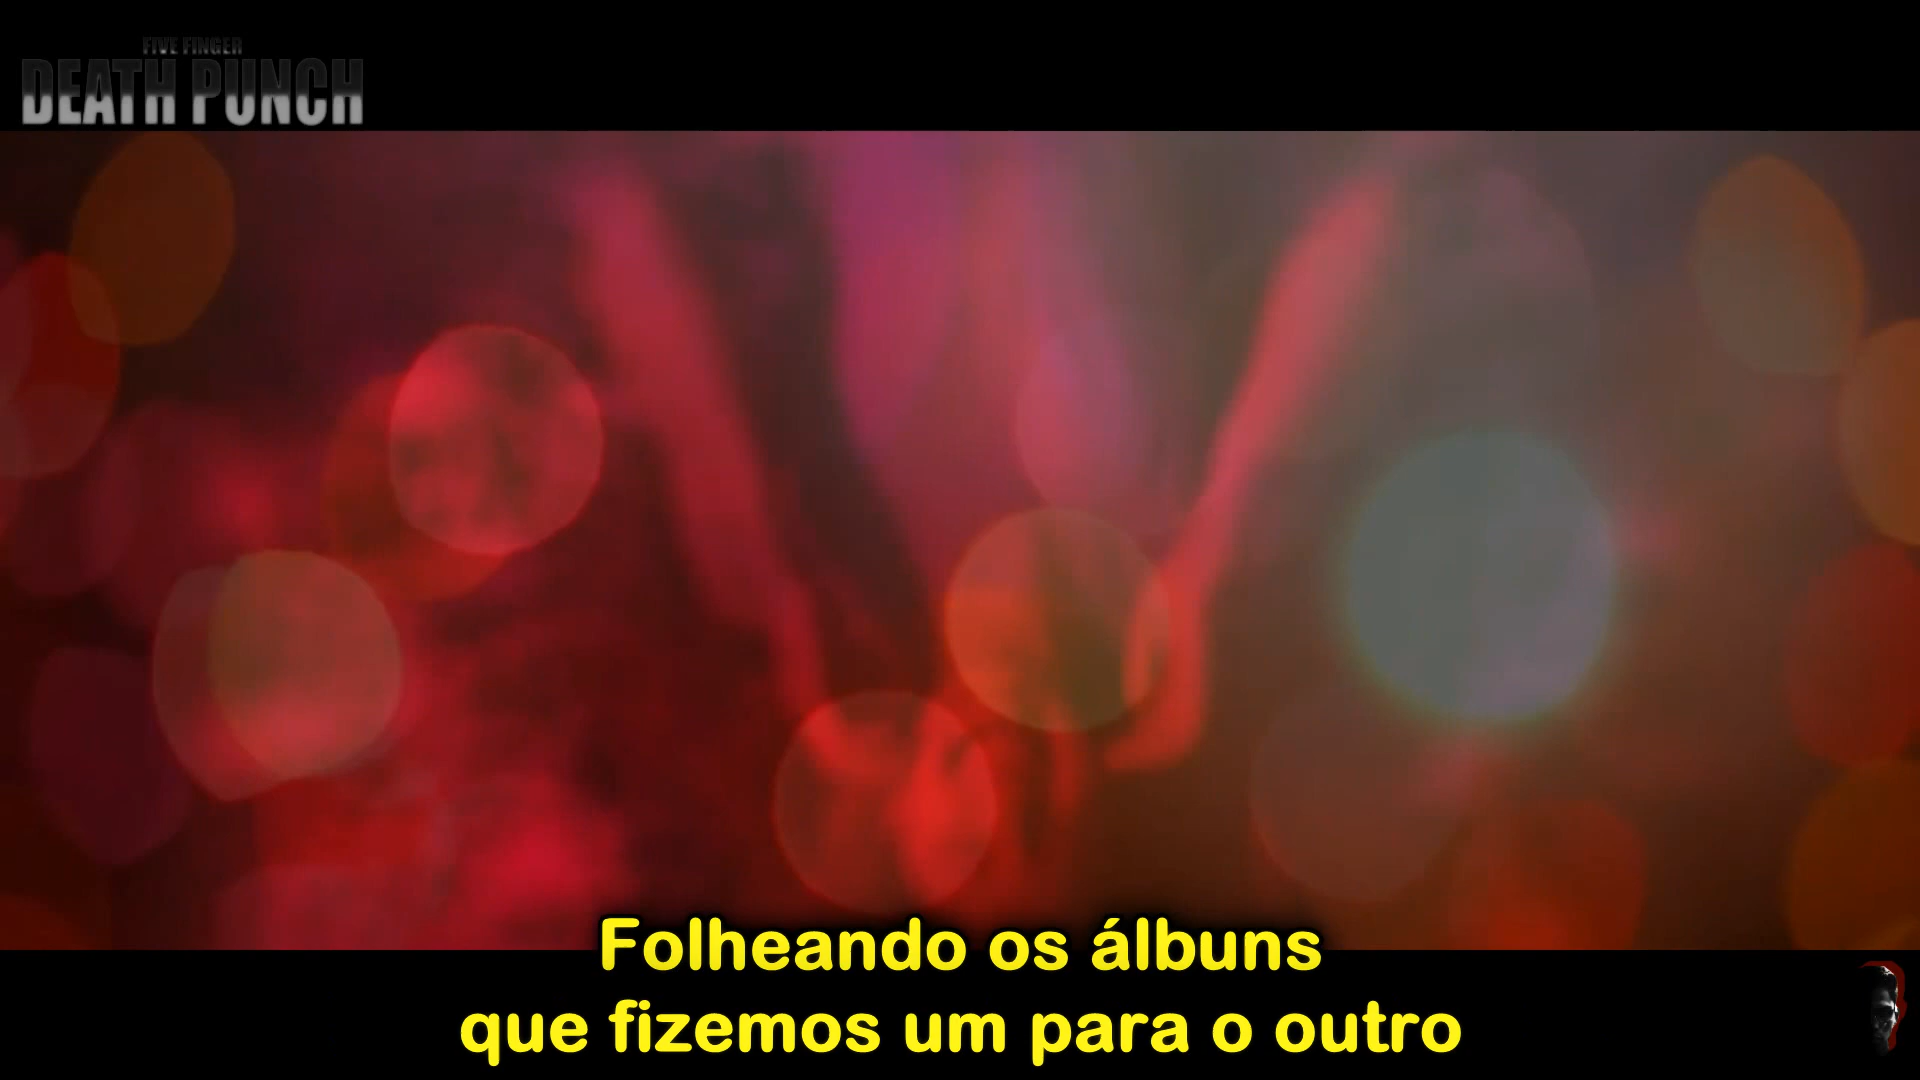 FIVE FINGER
DEATH PUNCH
Folheando os álbuns
que fizemos um para o outro